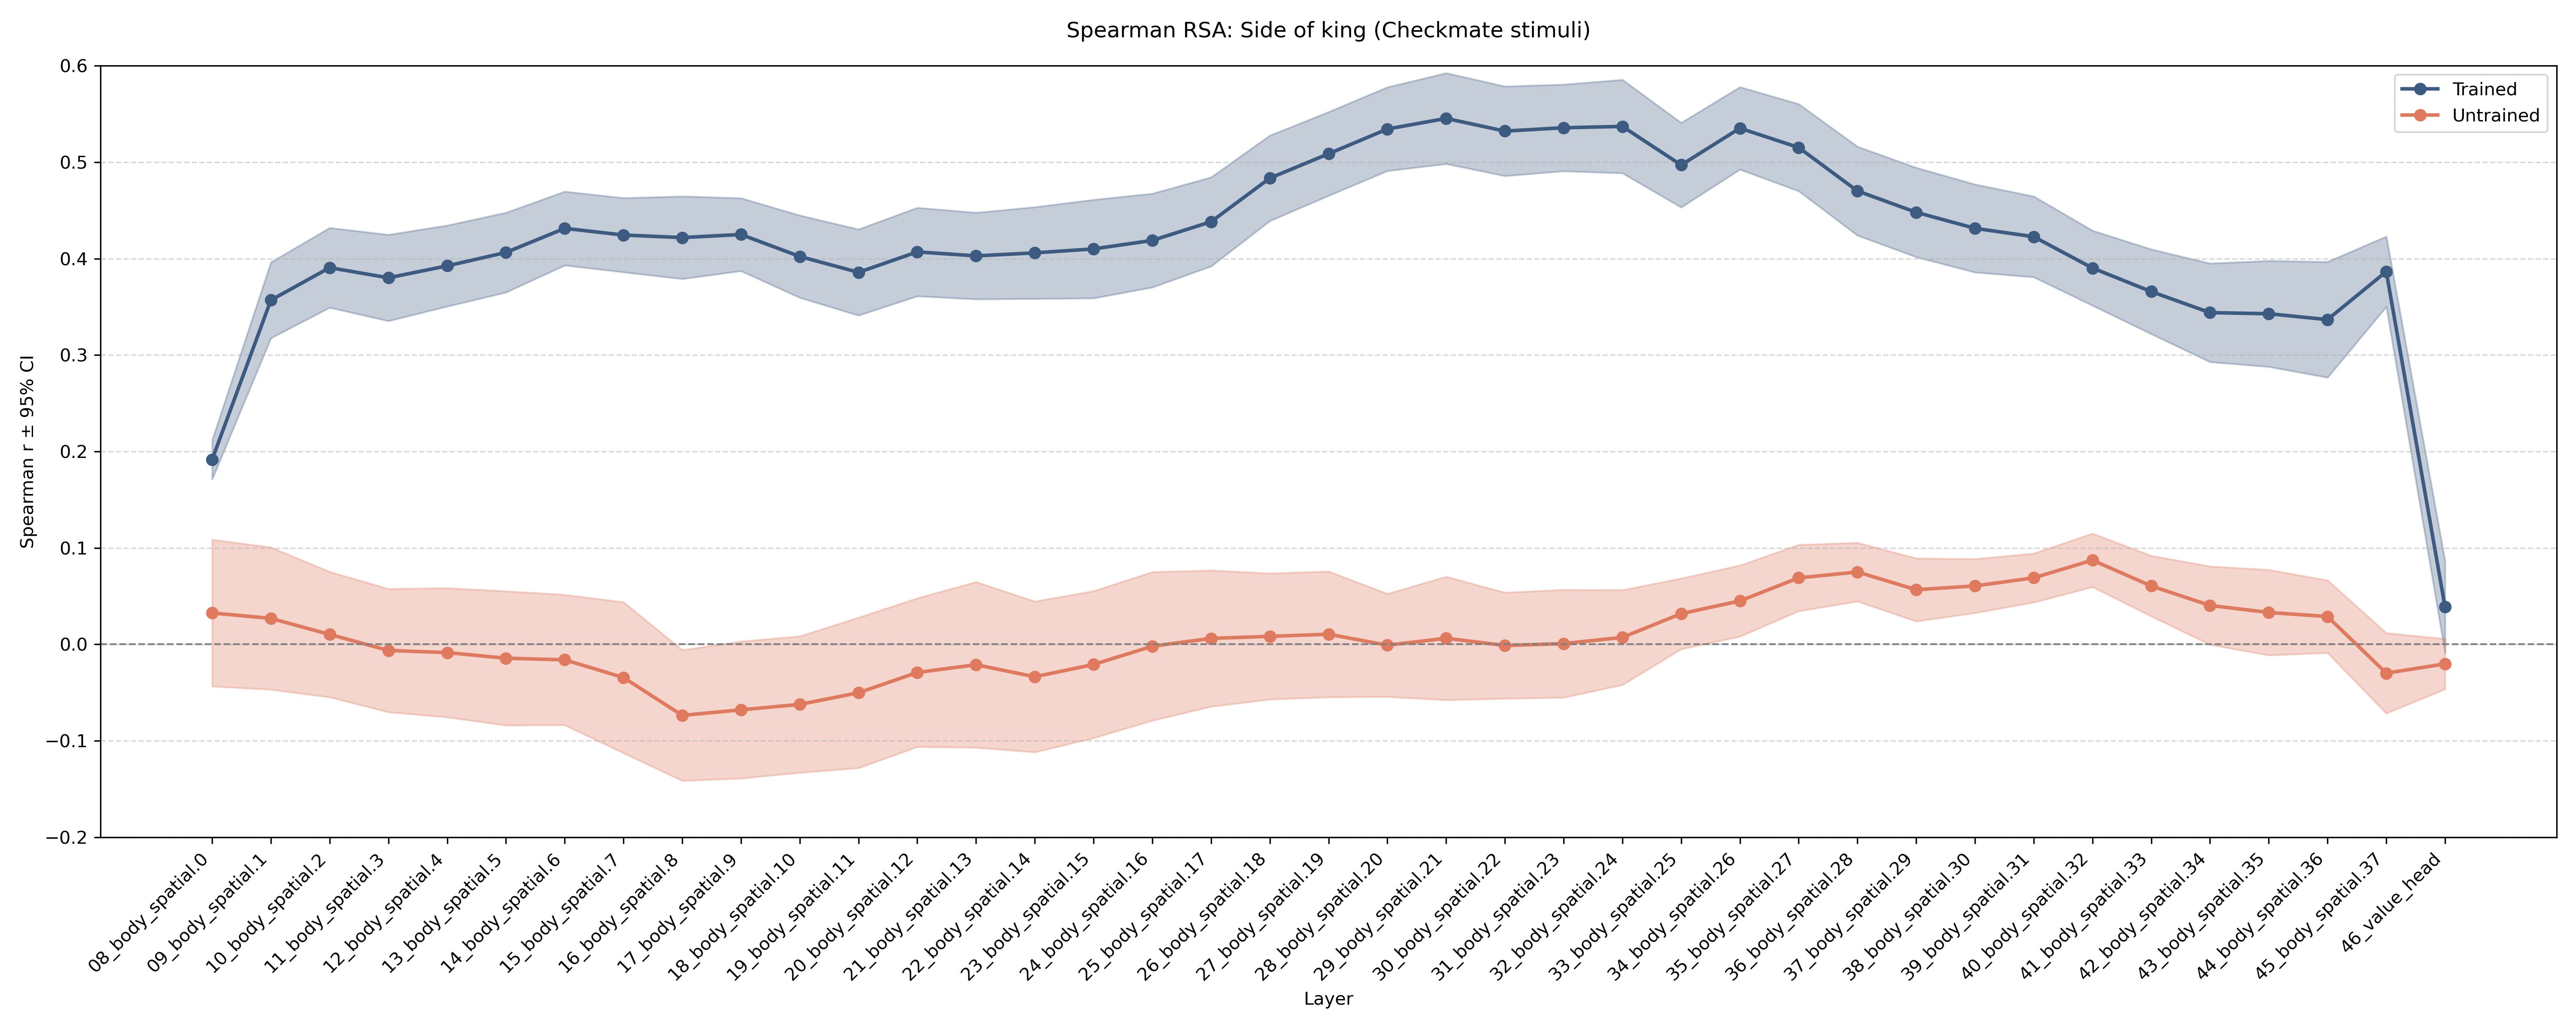 Spearman RSA: Side of king (Checkmate stimuli)
Trained
Untrained
Spearman r ± 95% CI
0.6
0.5
0.4
0.3
0.2
0.1
0.0
−0.1
−0.2
08_body_spatial.0
09_body_spatial.1
10_body_spatial.2
11_body_spatial.3
12_body_spatial.4
13_body_spatial.5
14_body_spatial.6
15_body_spatial.7
16_body_spatial.8
17_body_spatial.9
18_body_spatial.10
19_body_spatial.11
20_body_spatial.12
21_body_spatial.13
22_body_spatial.14
23_body_spatial.15
24_body_spatial.16
25_body_spatial.17
26_body_spatial.18
27_body_spatial.19
28_body_spatial.20
29_body_spatial.21
30_body_spatial.22
31_body_spatial.23
32_body_spatial.24
33_body_spatial.25
34_body_spatial.26
35_body_spatial.27
36_body_spatial.28
37_body_spatial.29
38_body_spatial.30
39_body_spatial.31
40_body_spatial.32
41_body_spatial.33
42_body_spatial.34
43_body_spatial.35
44_body_spatial.36
45_body_spatial.37
46_value_head
Layer